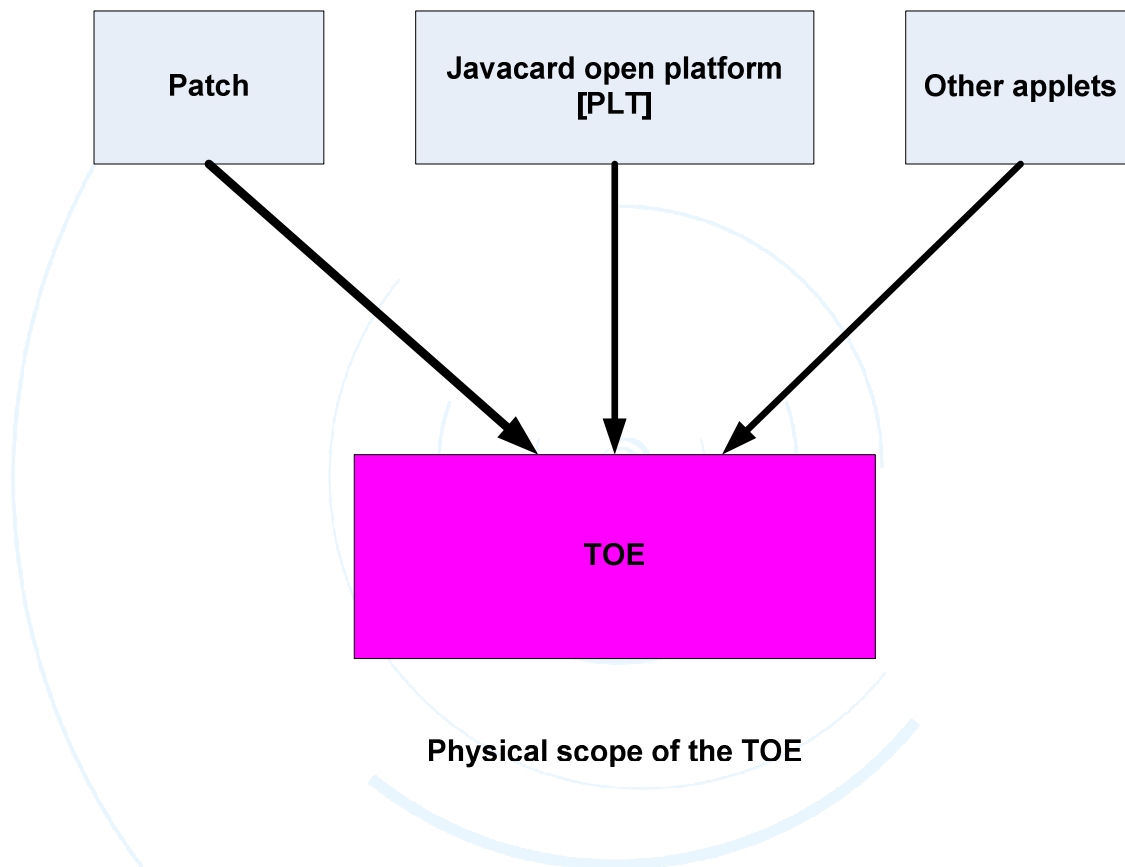 Patch
Javacard open platform
[PLT]
Other applets
TOE
Physical scope of the TOE